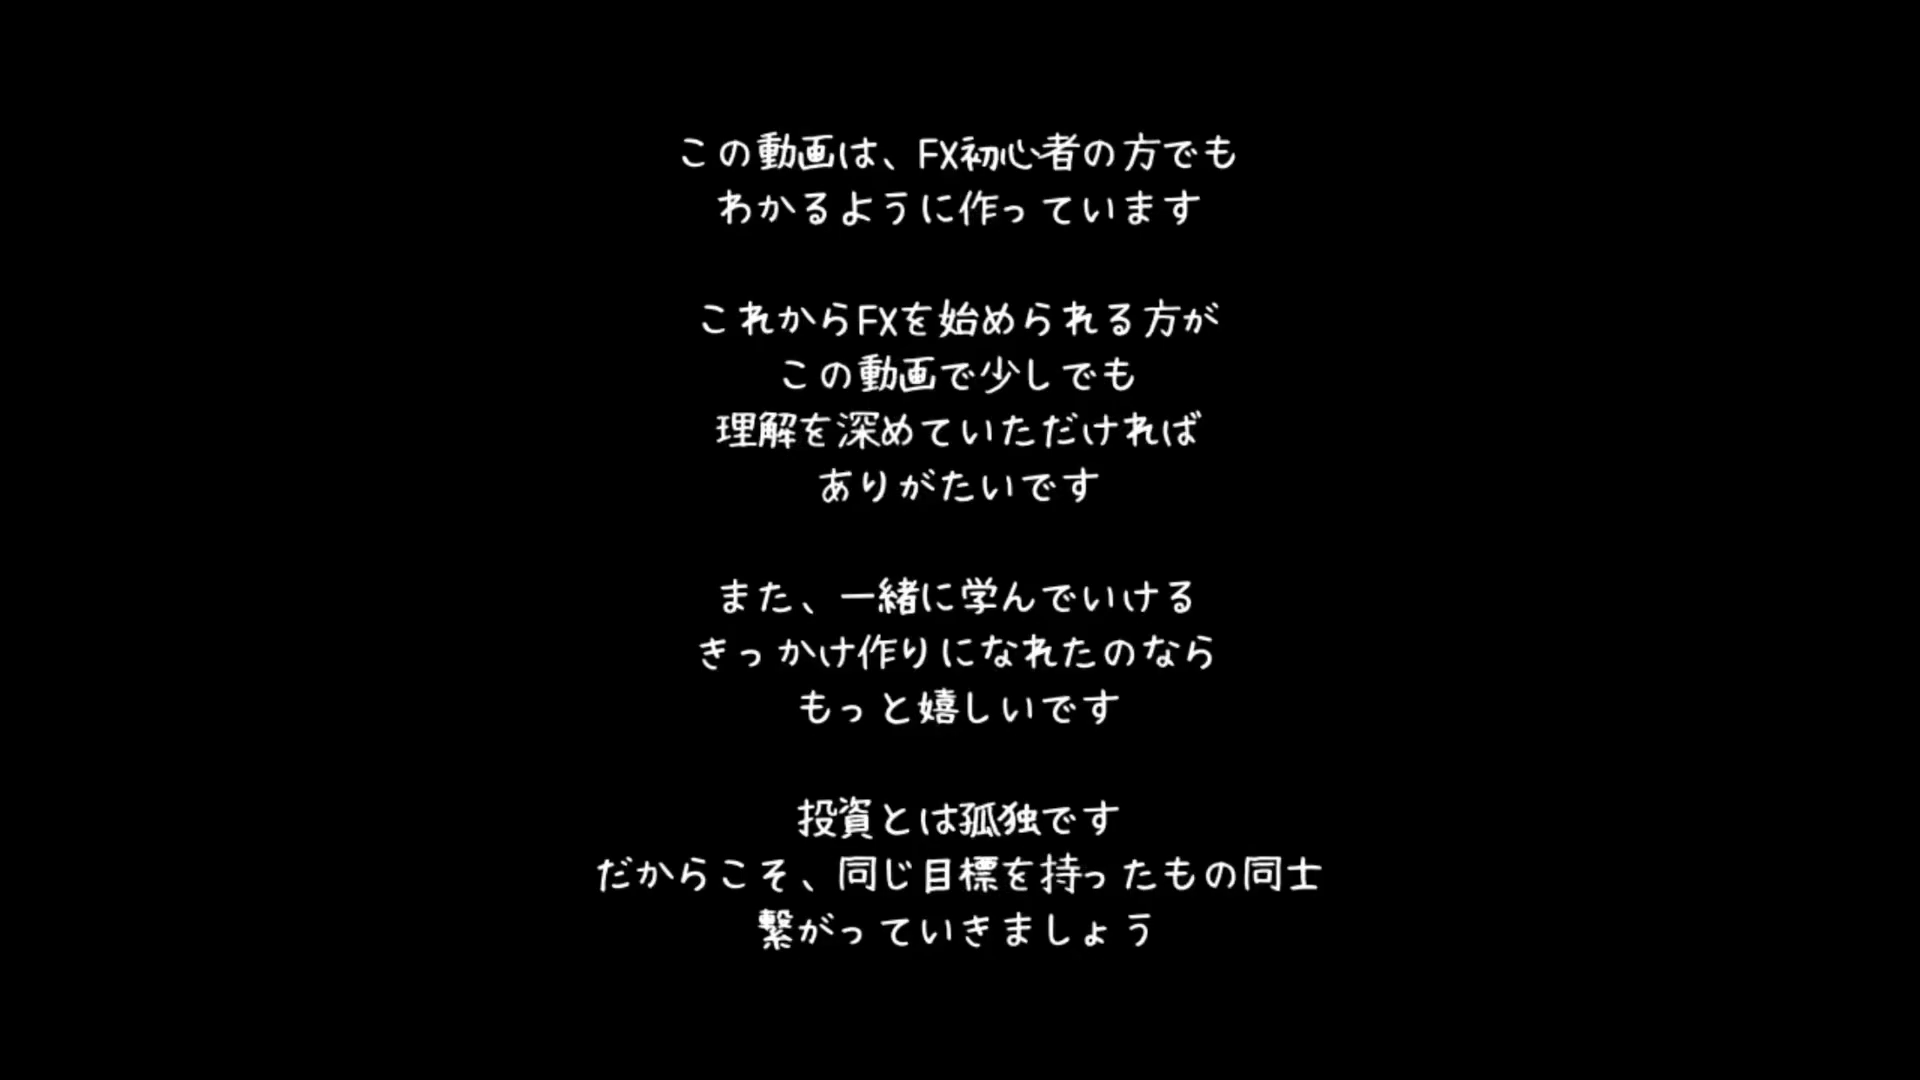 この動画は、FX初心者の方でも
わかるように作っています
これからFXを始められる方が
この動画で少しでも
理解を深めていただければ
ありがたいです
また、一緒に学んでいける
きっかけ作りになれたのなら
もっと嬉しいです
投資とは孤独です
だからこそ、同じ目標を持ったもの同士
繋がっていきましょう